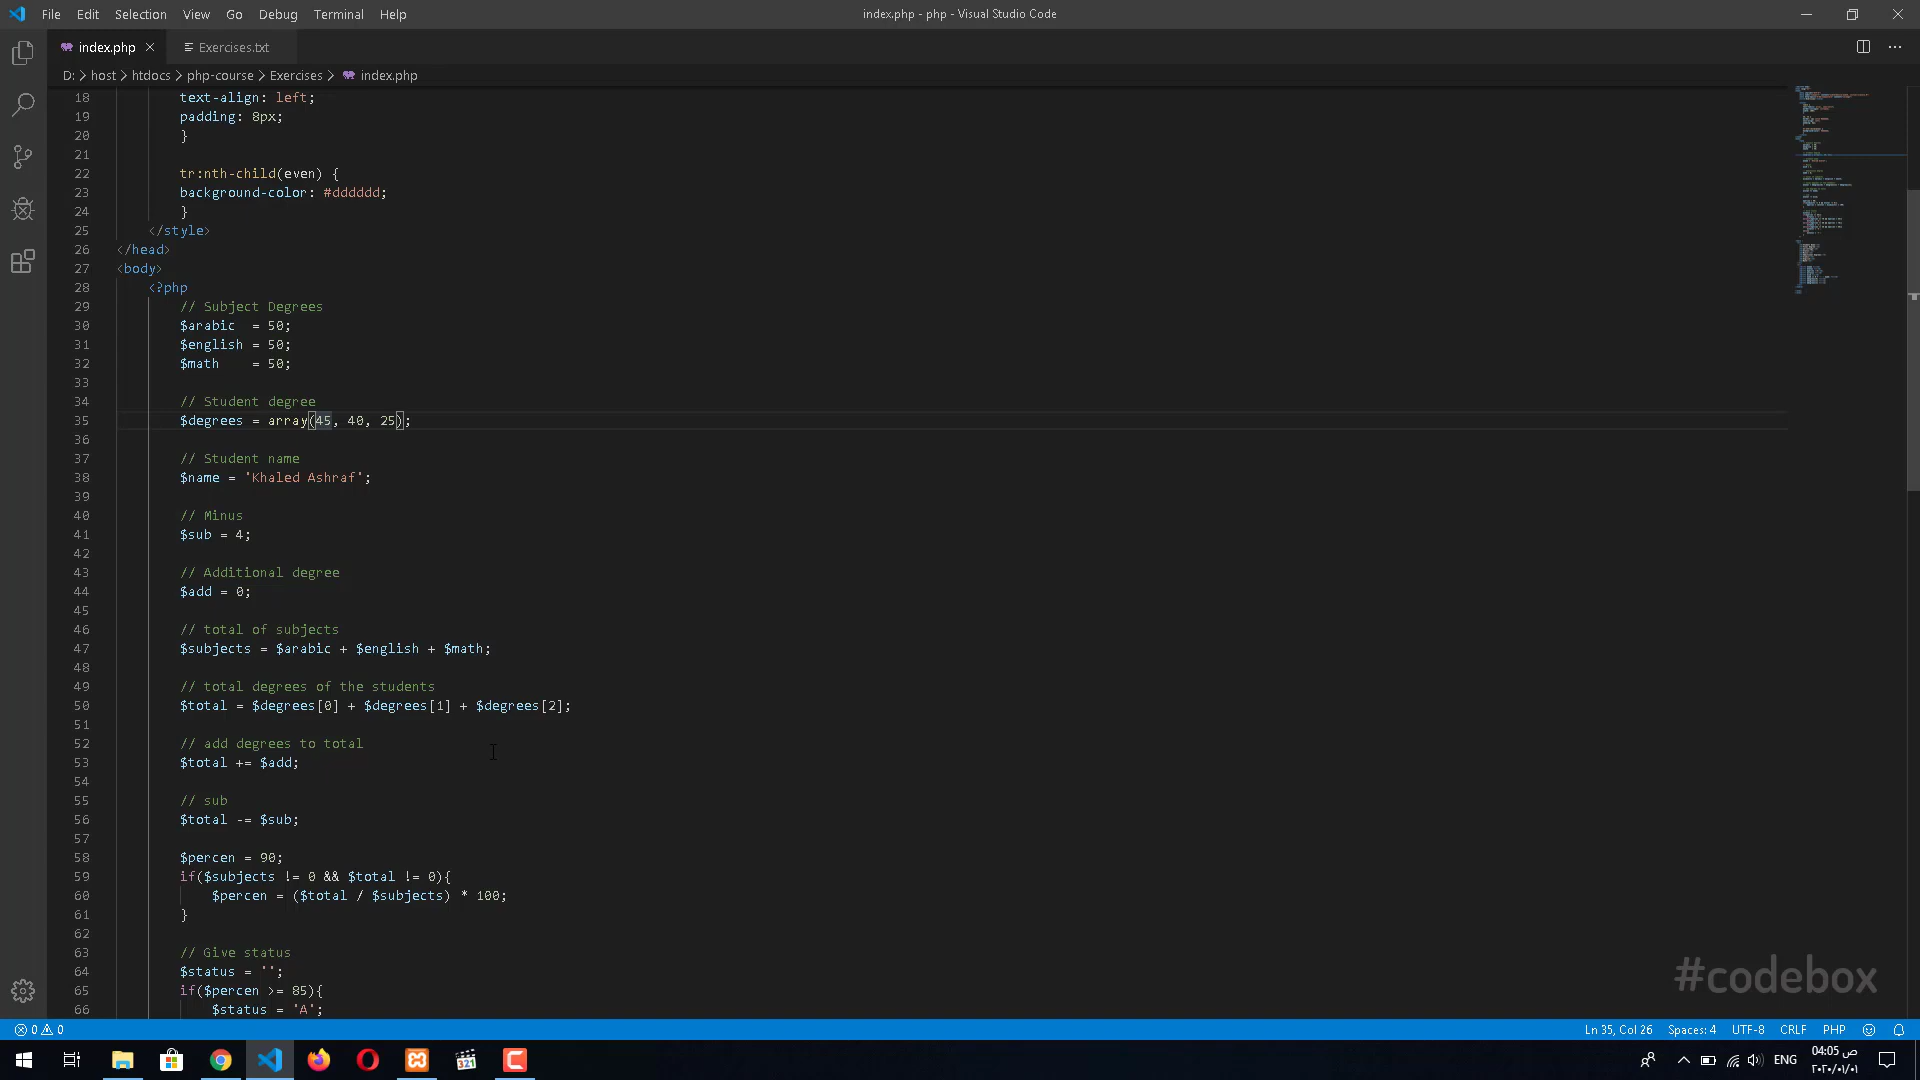 File Edit Selection View Go Debug Terminal Help
index.php - php - Visual Studio Code
index.php
Exercises.txt
D: > host > htdocs > php-course > Exercises > index.php
18 text-align: left;
19 padding: 8px;
20 }
21
22 tr:nth-child(even) {
23 background-color: #dddddd;
24 }
25 </style>
26 </head>
27 <body>
28 <?php
29 // Subject Degrees
30 $arabic  = 50;
31 $english = 50;
32 $math    = 50;
33
34 // Student degree
35 $degrees = array(45, 40, 25);
36
37 // Student name
38 $name = 'Khaled Ashraf';
39
40 // Minus
41 $sub = 4;
42
43 // Additional degree
44 $add = 0;
45
46 // total of subjects
47 $subjects = $arabic + $english + $math;
48
49 // total degrees of the students
50 $total = $degrees[0] + $degrees[1] + $degrees[2];
51
52 // add degrees to total
53 $total += $add;
54
55 // sub
56 $total -= $sub;
57
58 $percen = 90;
59 if($subjects != 0 && $total != 0){
60 $percen = ($total / $subjects) * 100;
61 }
62
63 // Give status
64 $status = '';
65 if($percen >= 85){
66 $status = 'A';
#codebox
0 0
Ln 35, Col 26 Spaces: 4 UTF-8 CRLF PHP
321
ENG
04:05 ص
٢٠٢٠/٠١/٠١